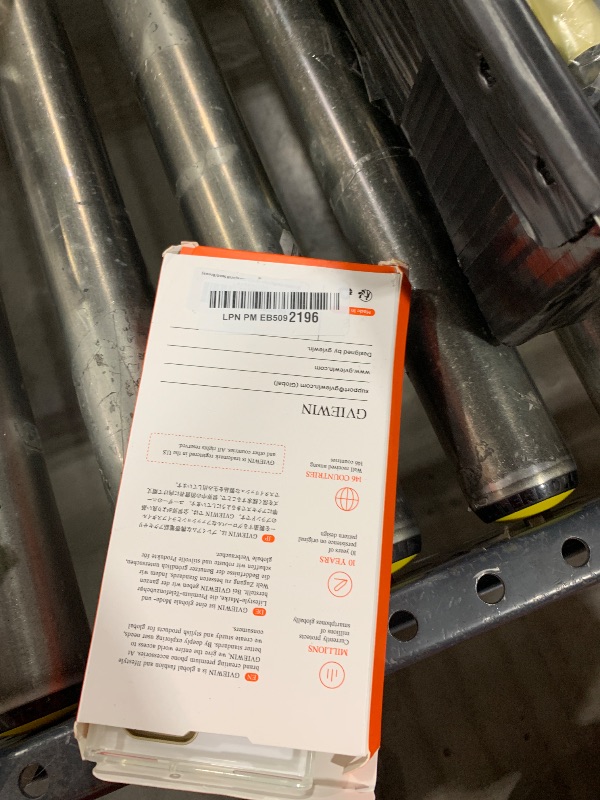 LPN PM EB5092196
EN
GVIEWIN is a global fashion and lifestyle
brand creating premium phone accessories. At
GVIEWIN, we give the entire world access to
better standards. By deeply exploring user needs,
we create sturdy and stylish products for global
consumers.
DE
GVIEWIN ist eine globale Mode- und
Lifestyle-Marke, die Premium-Telefonzubehör
herstellt. Bei GVIEWIN geben wir der ganzen
Welt Zugang zu besseren Standards. Indem wir
die Bedürfnisse der Benutzer gründlich untersuchen,
schaffen wir robuste und stilvolle Produkte für
globale Verbraucher.
JP
GVIEWIN is trademark registered in the U.S
and other countries. All rights reserved.
MILLIONS
Currently protects
millions of
smartphones globally
10 YEARS
10 years of
persistence on original
pattern design
146 COUNTRIES
Well received among
146 countries
GVIEWIN
support@gviewin.com (Global)
www.gviewin.com
Designed by gviewin.
Made in